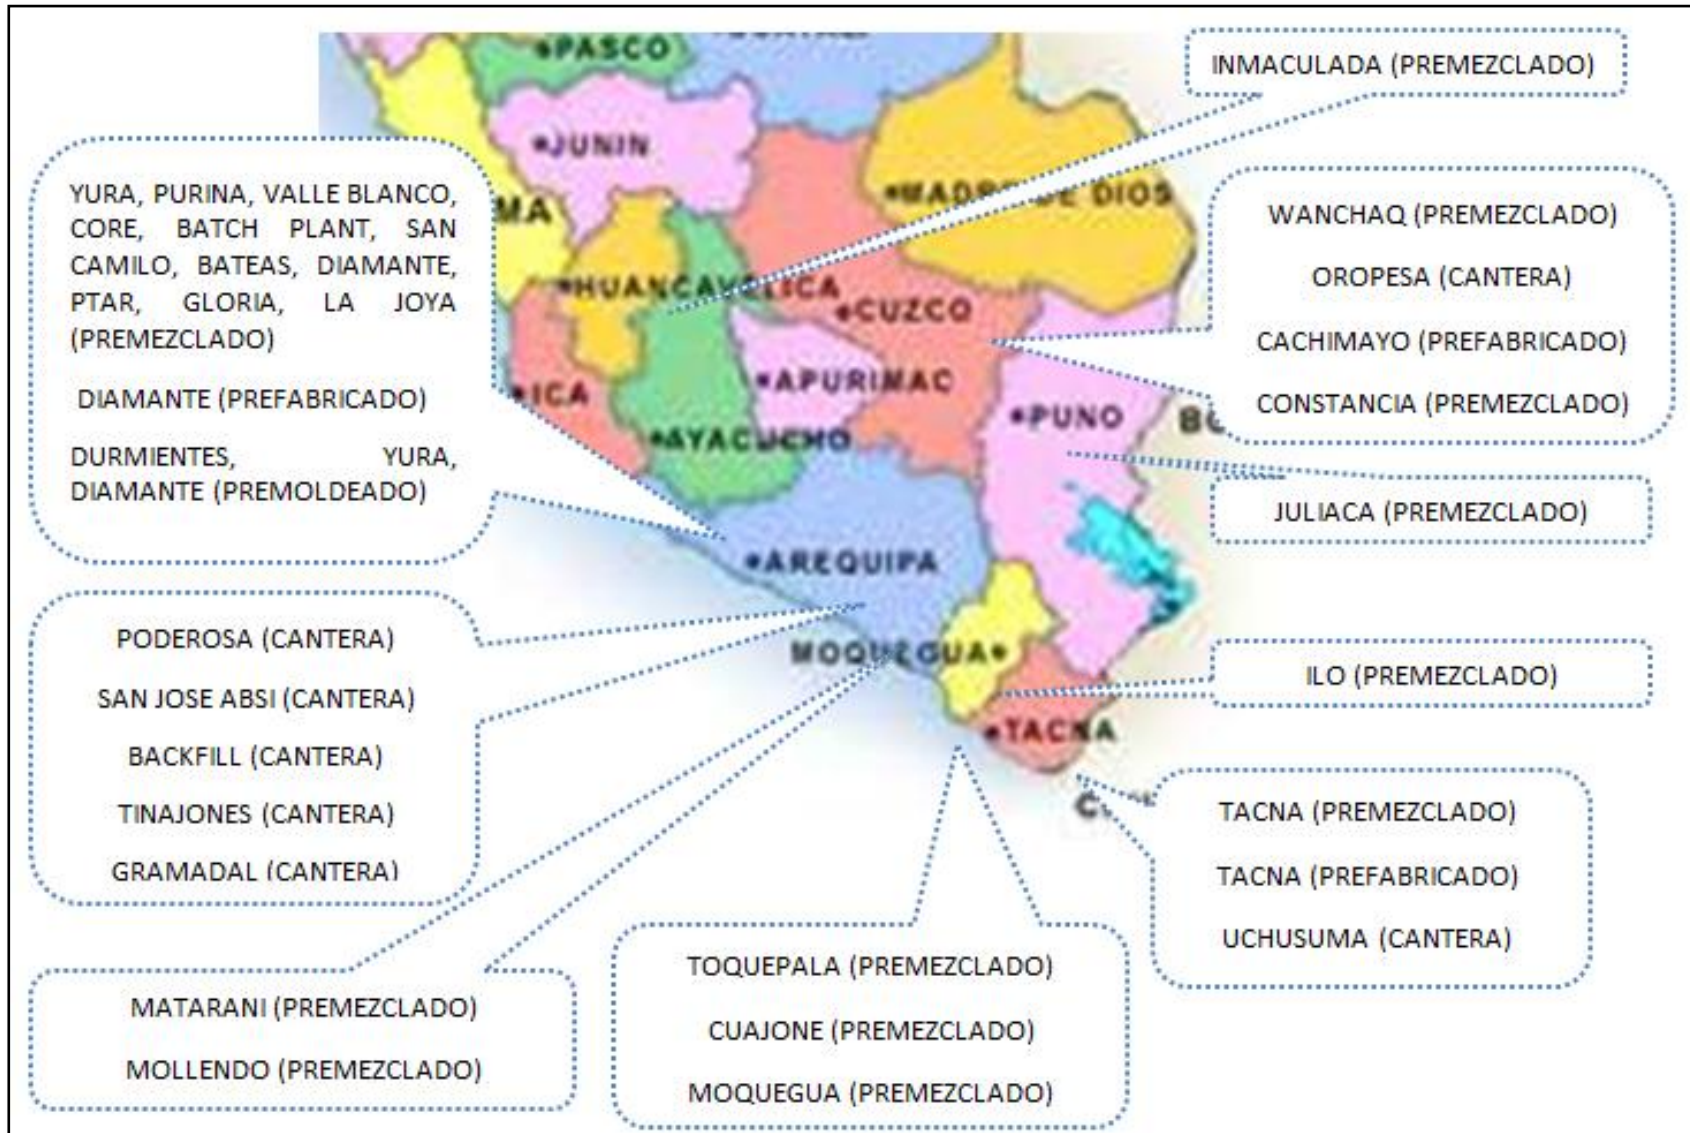 INMACULADA (PREMEZCLADO)
PASCO
JUNIN
MA
HUANCAVELICA
ICA
AYACUCHO
APURIMAC
CUZCO
PUNO
AREQUIPA
MOQUEGUA
TACNA
YURA, PURINA, VALLE BLANCO,
CORE, BATCH PLANT, SAN
CAMILO, BATEAS, DIAMANTE,
PTAR, GLORIA, LA JOYA
(PREMEZCLADO)
DIAMANTE (PREFABRICADO)
DURMIENTES, YURA,
DIAMANTE (PREMOLDEADO)
WANCHAQ (PREMEZCLADO)
OROPESA (CANTERA)
CACHIMAYO (PREFABRICADO)
CONSTANCIA (PREMEZCLADO)
JULIACA (PREMEZCLADO)
PODEROSA (CANTERA)
SAN JOSE ABSI (CANTERA)
BACKFILL (CANTERA)
TINAJONES (CANTERA)
GRAMADAL (CANTERA)
ILO (PREMEZCLADO)
TACNA (PREMEZCLADO)
TACNA (PREFABRICADO)
UCHUSUMA (CANTERA)
MATARANI (PREMEZCLADO)
MOLLENDO (PREMEZCLADO)
TOQUEPALA (PREMEZCLADO)
CUAJONE (PREMEZCLADO)
MOQUEGUA (PREMEZCLADO)